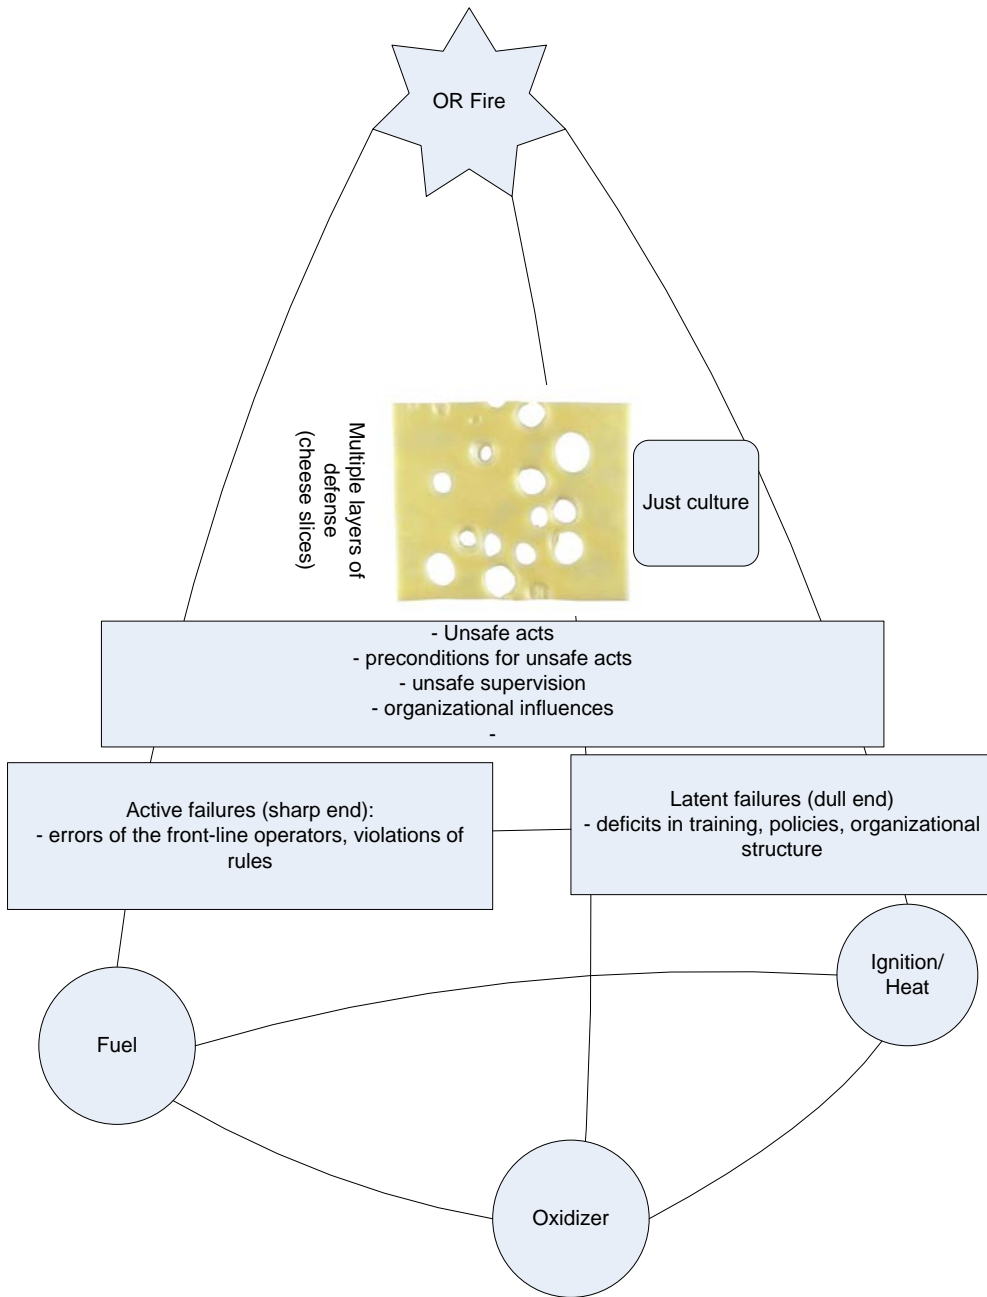 OR Fire
Multiple layers of
defense
(cheese slices)
Just culture
- Unsafe acts
- preconditions for unsafe acts
- unsafe supervision
- organizational influences
-
Active failures (sharp end):
- errors of the front-line operators, violations of
rules
Latent failures (dull end)
- deficits in training, policies, organizational
structure
Ignition/
Heat
Fuel
Oxidizer